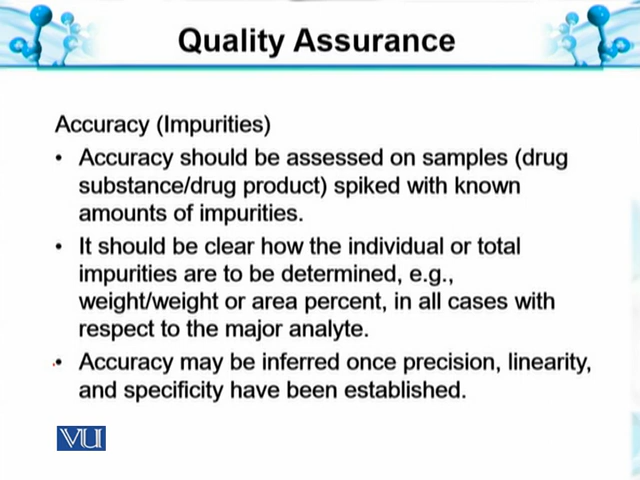 Quality Assurance
Accuracy (Impurities)
• Accuracy should be assessed on samples (drug
substance/drug product) spiked with known
amounts of impurities.
• It should be clear how the individual or total
impurities are to be determined, e.g.,
weight/weight or area percent, in all cases with
respect to the major analyte.
• Accuracy may be inferred once precision, linearity,
and specificity have been established.
VU